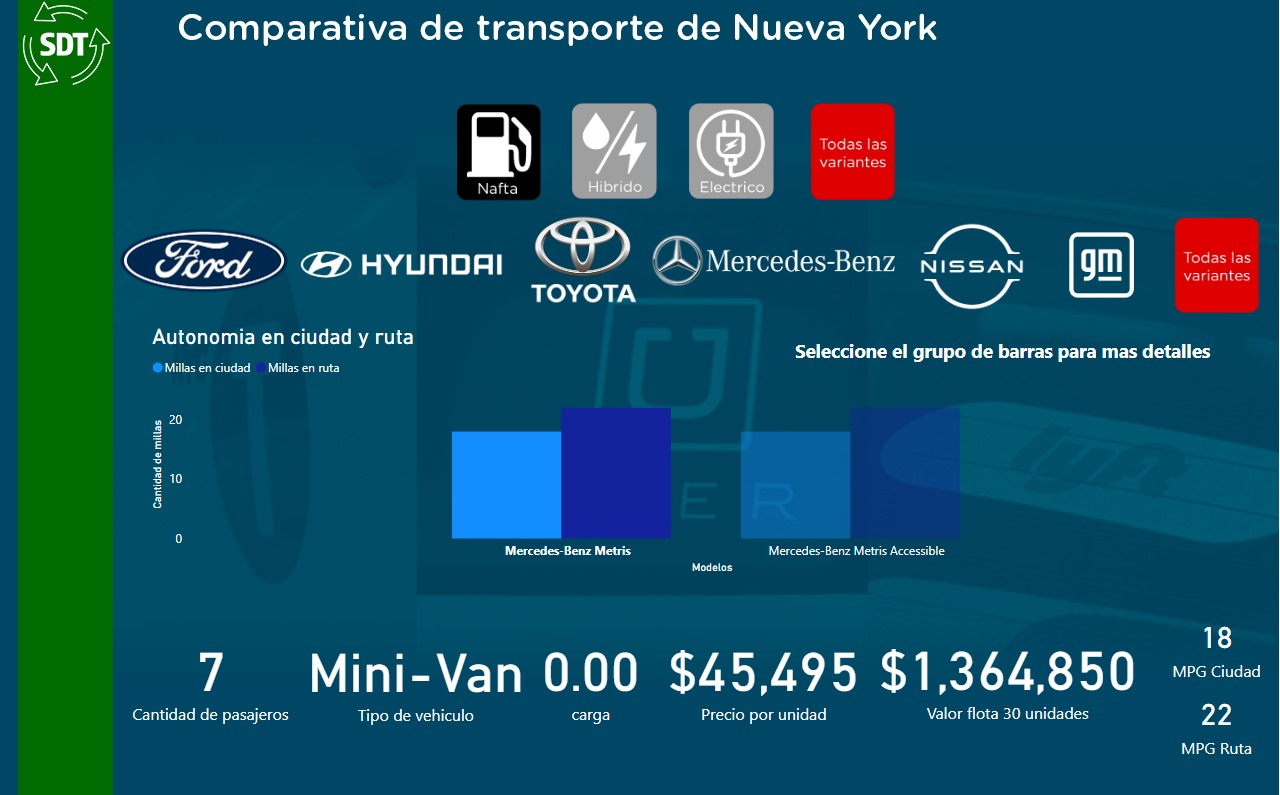 SDT
Comparativa de transporte de Nueva York
Nafta
Hibrido
Electrico
Todas las
variantes
Ford
HYUNDAI
TOYOTA
Mercedes-Benz
NISSAN
gm
Todas las
variantes
Autonomia en ciudad y ruta
Millas en ciudad
Millas en ruta
Seleccione el grupo de barras para mas detalles
Cantidad de millas
20
10
0
U
ER
lyft
Mercedes-Benz Metris
Mercedes-Benz Metris Accessible
Modelos
7
Cantidad de pasajeros
Mini-Van
Tipo de vehiculo
0.00
carga
$45,495
Precio por unidad
$1,364,850
Valor flota 30 unidades
18
MPG Ciudad
22
MPG Ruta